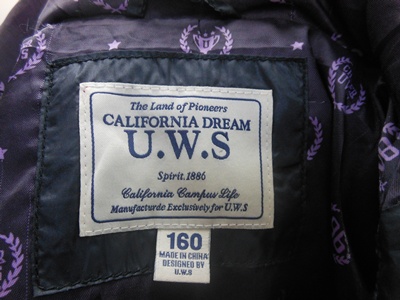 The Land of Pioneers
CALIFORNIA DREAM
U.W.S
Spirit.1886
California Campus Life
Manufacturde Exclusively for U.W.S
160
MADE IN CHINA
DESIGNED BY
U.W.S